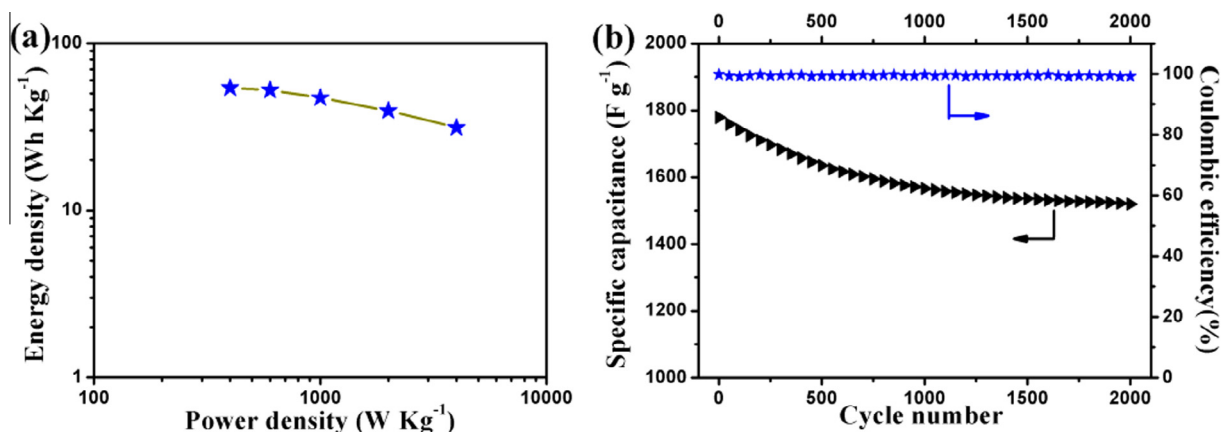 (a)
100
10
1
Energy density (Wh Kg-1)
100 1000 10000
Power density (W Kg-1)
(b)
0 500 1000 1500 2000
2000
1800
1600
1400
1200
1000
Specific capacitance (F g-1)
100
80
60
40
20
0
Coulombic efficiency(%)
0 500 1000 1500 2000
Cycle number